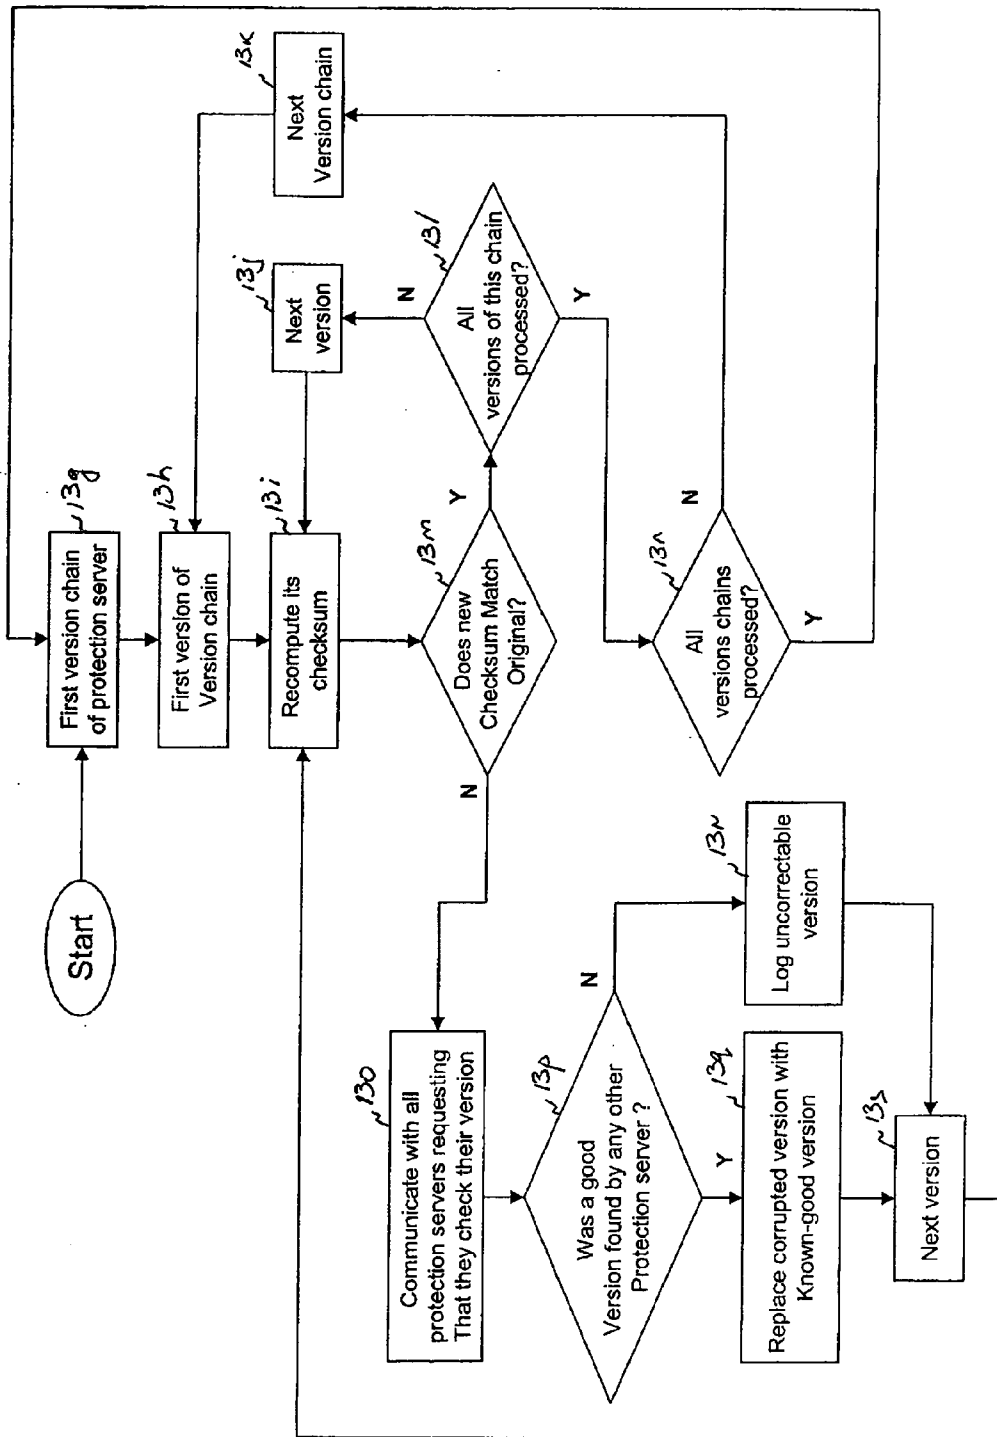 Start
First version chain
of protection server
13g
First version of
Version chain
13h
Recompute its
checksum
13i
Next
version
13j
Next
Version chain
13k
Does new
Checksum Match
Original?
13m
Y
N
All
versions of this chain
processed?
13l
N
Y
All
versions chains
processed?
13n
N
Y
Communicate with all
protection servers requesting
That they check their version
13o
Was a good
Version found by any other
Protection server ?
13p
N
Y
Log uncorrectable
version
13r
Replace corrupted version with
Known-good version
13q
Next version
13s